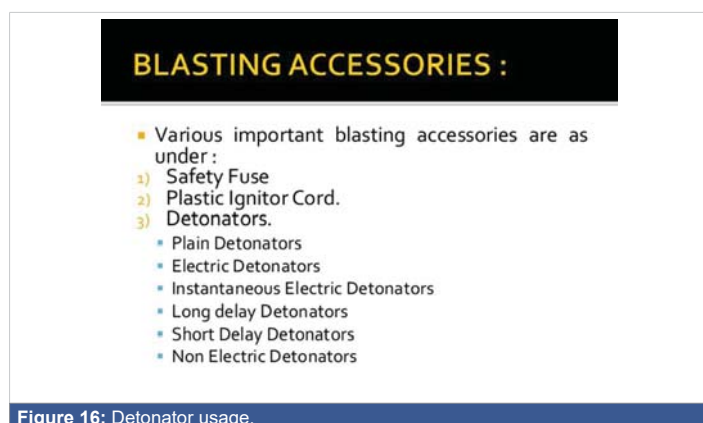 BLASTING ACCESSORIES :
Various important blasting accessories are as
under :
1) Safety Fuse
2) Plastic Ignitor Cord.
3) Detonators.
Plain Detonators
Electric Detonators
Instantaneous Electric Detonators
Long delay Detonators
Short Delay Detonators
Non Electric Detonators
Figure 16: Detonator usage.